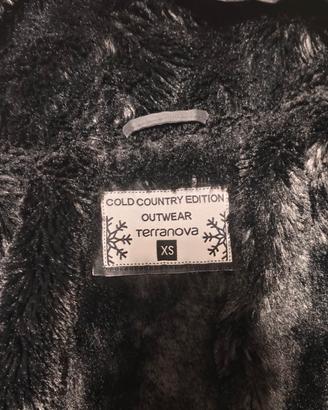 COLD COUNTRY EDITION
OUTWEAR
Terranova
XS